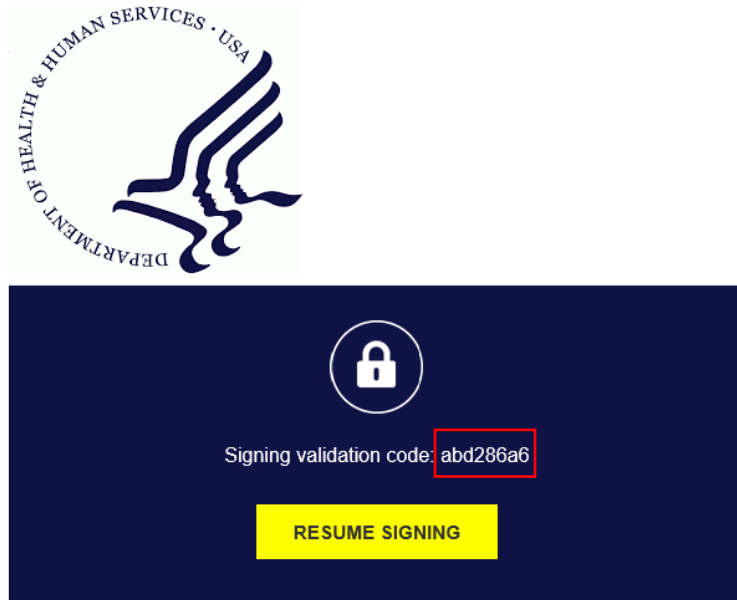 DEPARTMENT OF HEALTH & HUMAN SERVICES · USA
Signing validation code: abd286a6
RESUME SIGNING